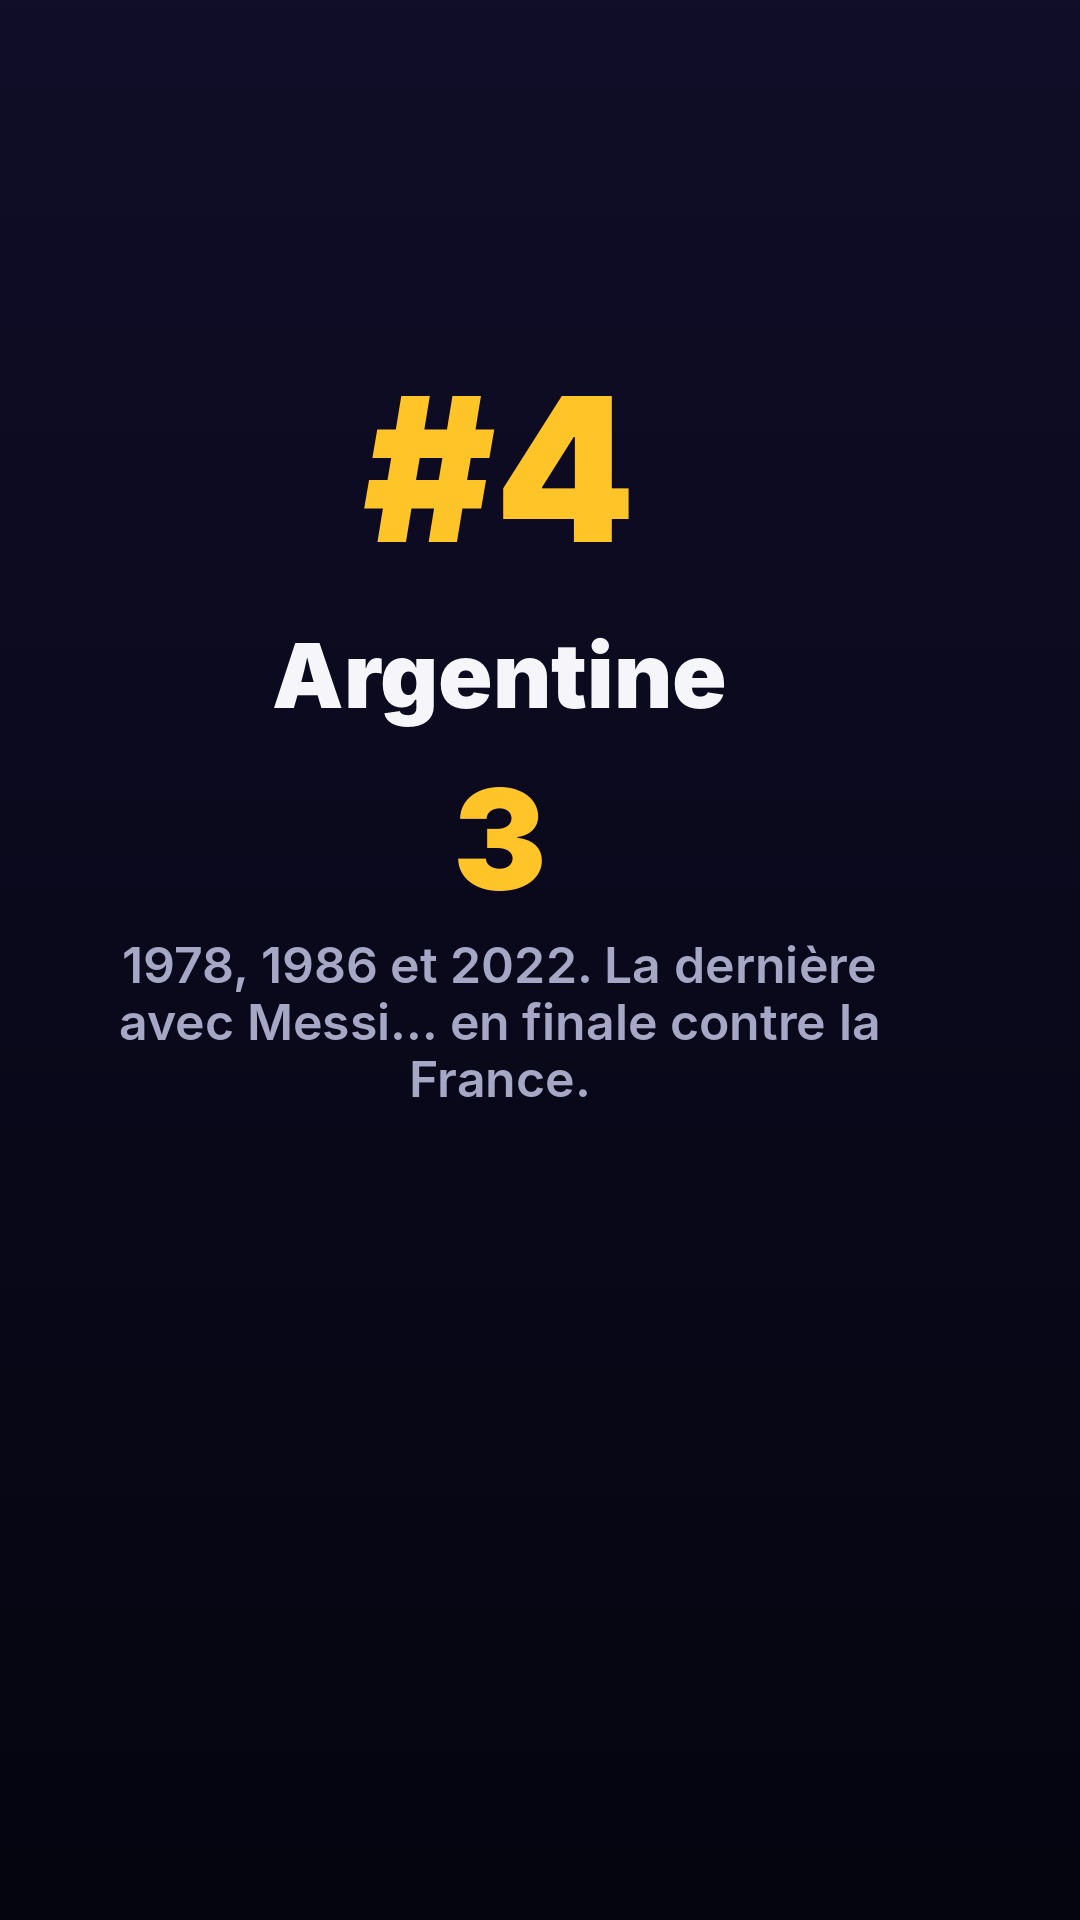 #4
Argentine
3
1978, 1986 et 2022. La dernière
avec Messi… en finale contre la
France.